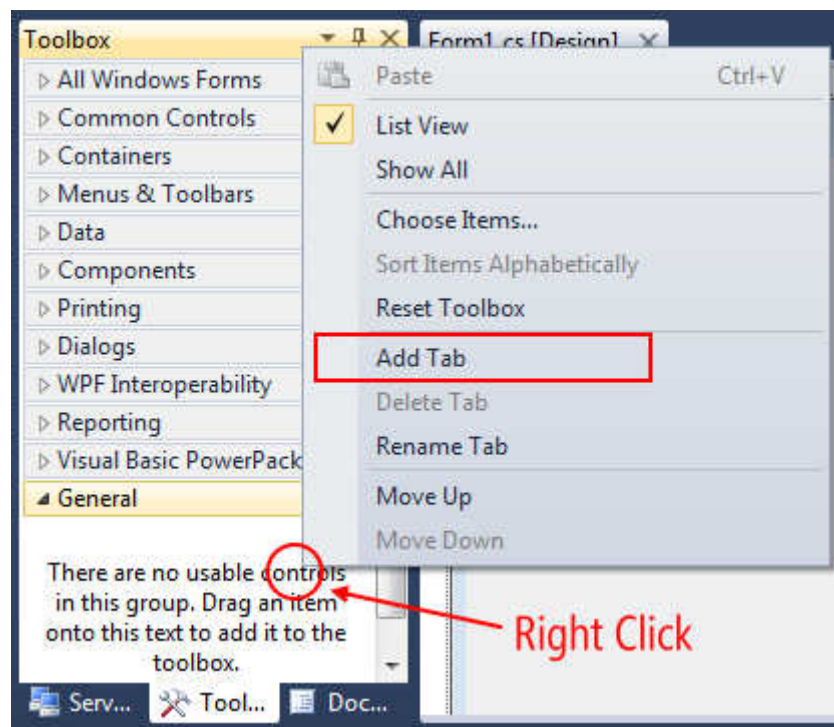 Toolbox
Form1.cs [Design]
All Windows Forms
Common Controls
Containers
Menus & Toolbars
Data
Components
Printing
Dialogs
WPF Interoperability
Reporting
Visual Basic PowerPack
General
There are no usable controls
in this group. Drag an item
onto this text to add it to the
toolbox.
Paste Ctrl+V
List View
Show All
Choose Items...
Sort Items Alphabetically
Reset Toolbox
Add Tab
Delete Tab
Rename Tab
Move Up
Move Down
Right Click
Serv... Tool... Doc...